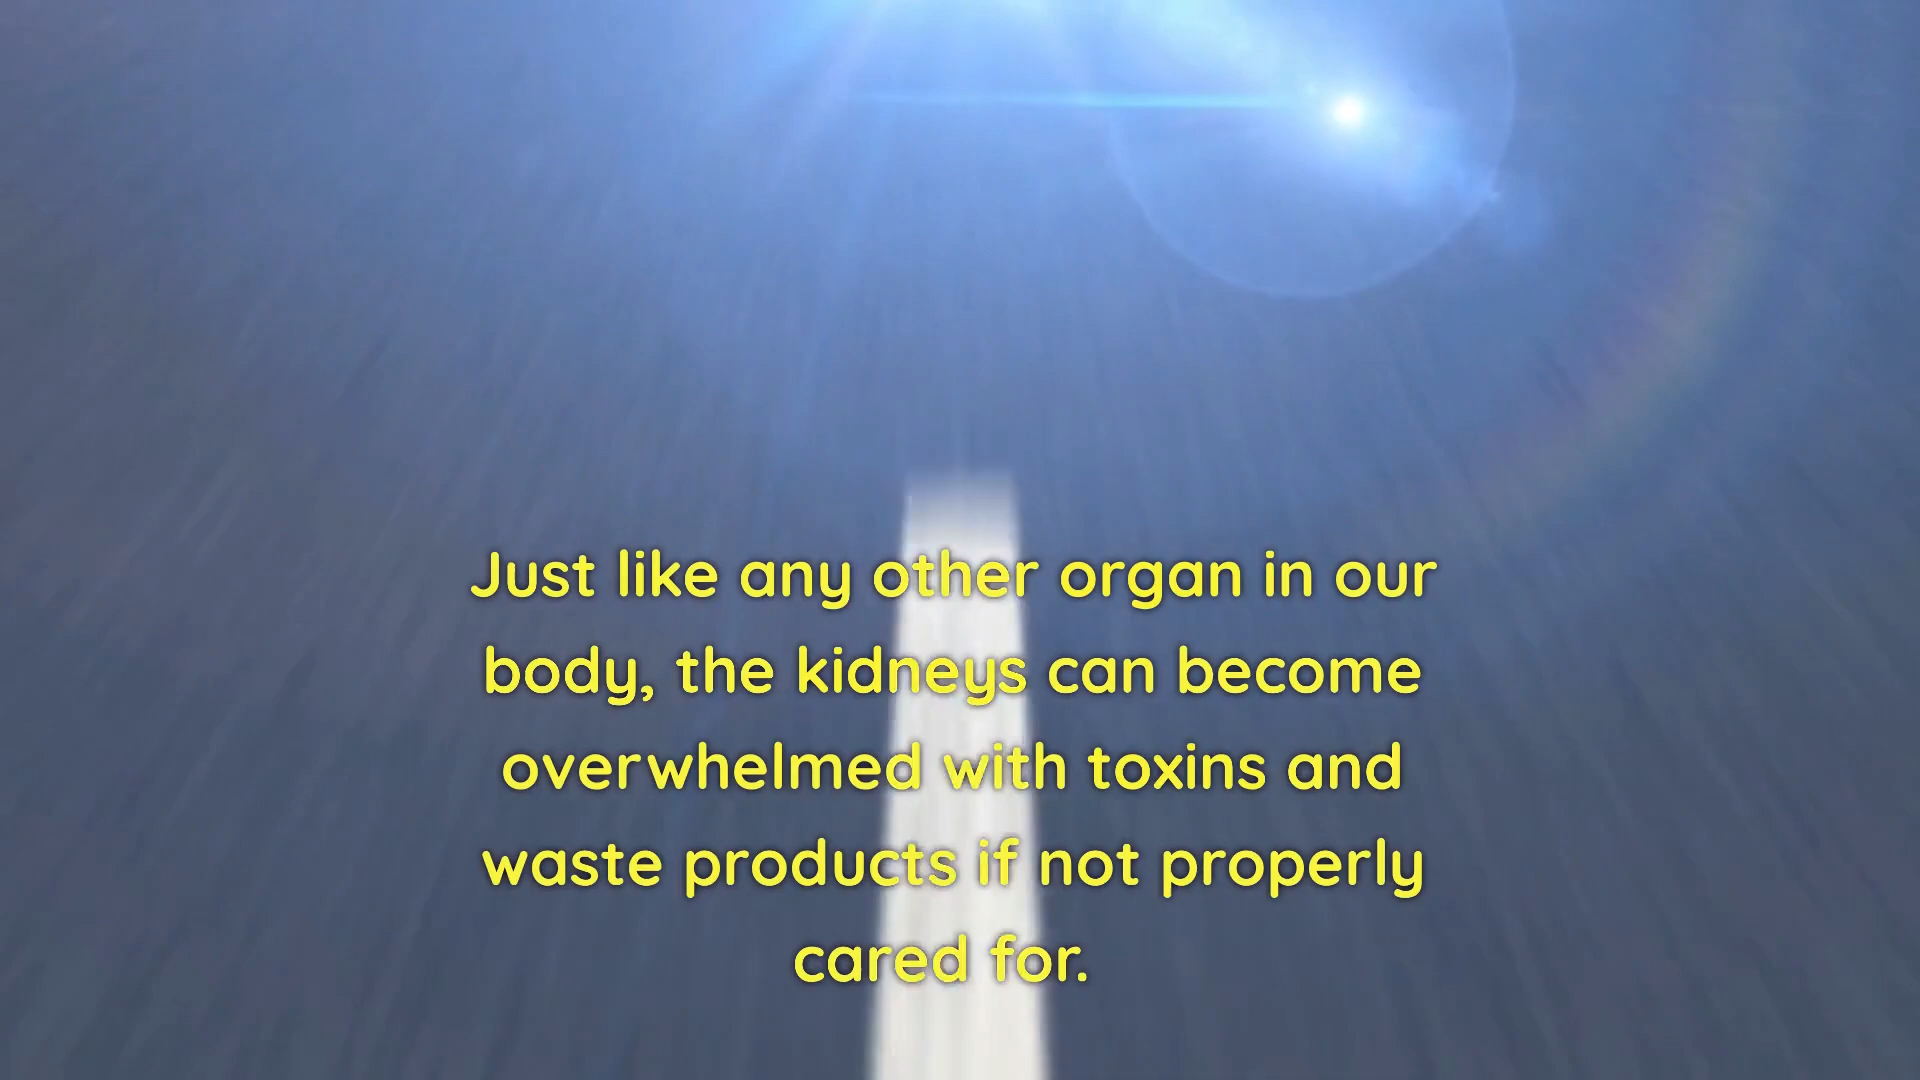 Just like any other organ in our
body, the kidneys can become
overwhelmed with toxins and
waste products if not properly
cared for.